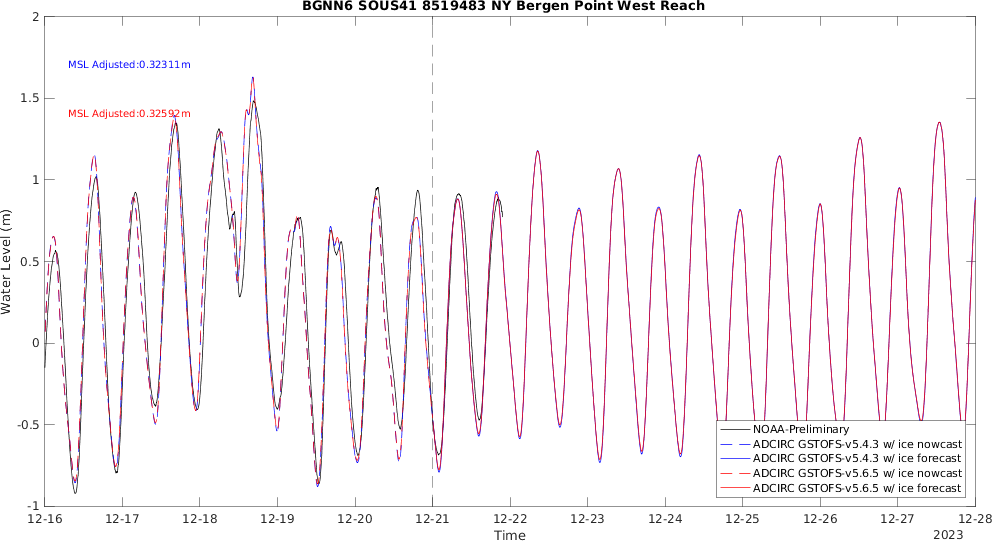 BGNN6 SOUS41 8519483 NY Bergen Point West Reach
2
1.5
1
0.5
0
-0.5
-1
Water Level (m)
MSL Adjusted:0.32311m
MSL Adjusted:0.32592m
NOAA-Preliminary
ADCIRC GSTOFS-v5.4.3 w/ ice nowcast
ADCIRC GSTOFS-v5.4.3 w/ ice forecast
ADCIRC GSTOFS-v5.6.5 w/ ice nowcast
ADCIRC GSTOFS-v5.6.5 w/ ice forecast
12-16 12-17 12-18 12-19 12-20 12-21 12-22 12-23 12-24 12-25 12-26 12-27 12-28
Time
2023